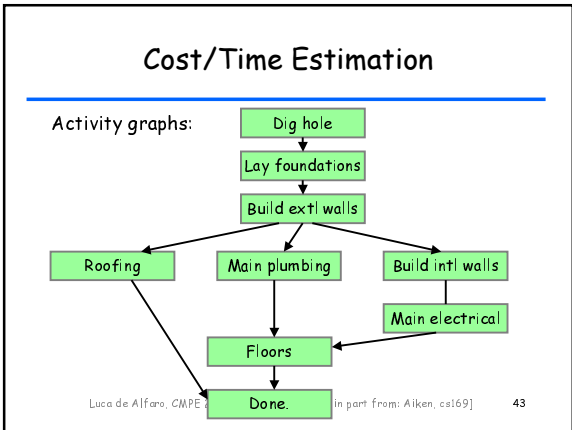 Cost/Time Estimation
Activity graphs:
Dig hole
Lay foundations
Build extl walls
Roofing
Main plumbing
Build intl walls
Main electrical
Floors
Done.
Luca de Alfaro, CMPE in part from: Aiken, cs169]
43